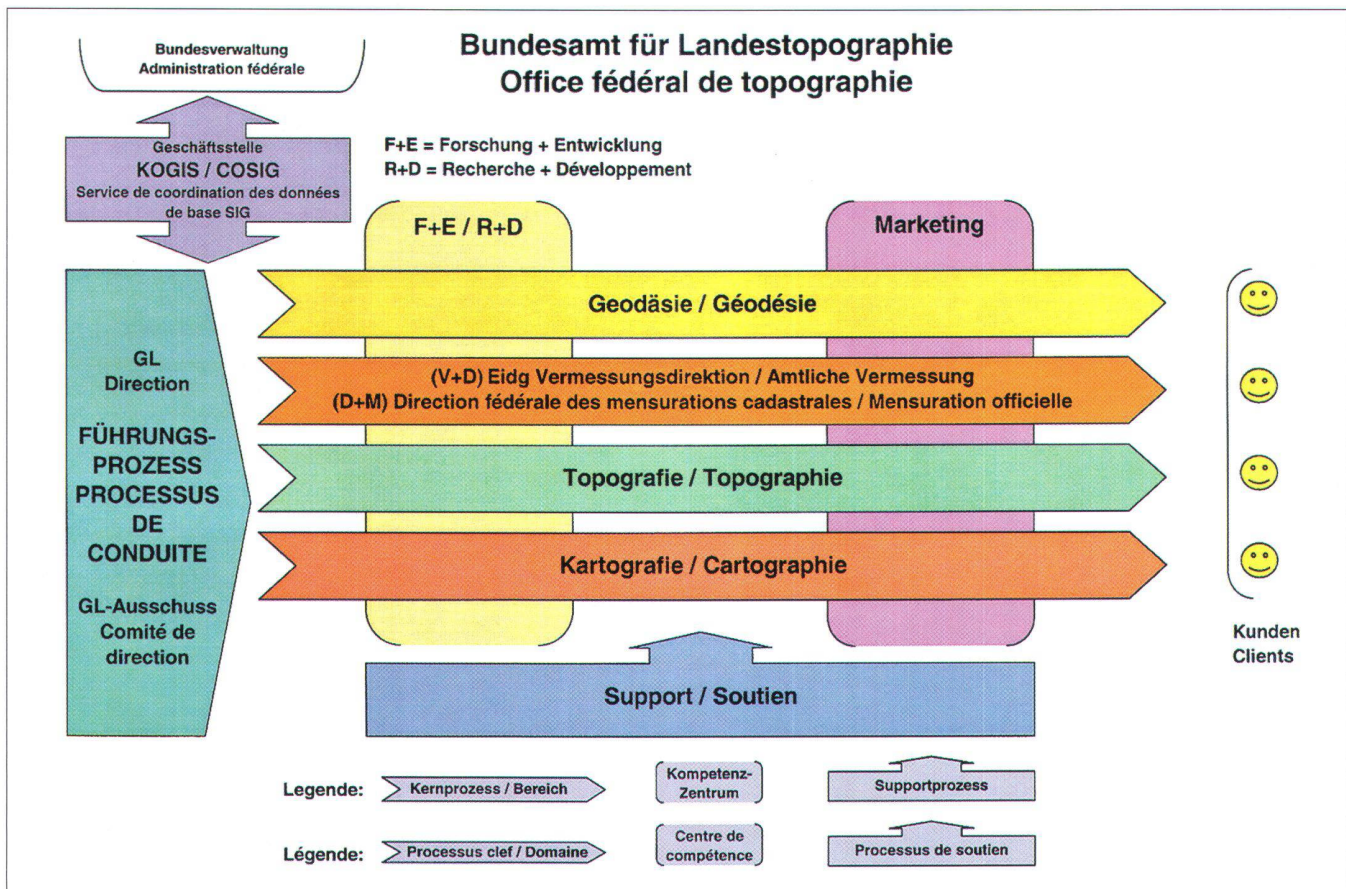 Bundesamt für Landestopographie
Office fédéral de topographie
Bundesverwaltung
Administration fédérale
Geschäftsstelle
KOGIS / COSIG
Service de coordination des données
de base SIG
F+E = Forschung + Entwicklung
R+D = Recherche + Développement
F+E / R+D
Marketing
GL
Direction
FÜHRUNGS-
PROZESS
PROCESSUS
DE
CONDUITE
GL-Ausschuss
Comité de
direction
Geodäsie / Géodésie
(V+D) Eidg Vermessungsdirektion / Amtliche Vermessung
(D+M) Direction fédérale des mensurations cadastrales / Mensuration officielle
Topografie / Topographie
Kartografie / Cartographie
Kunden
Clients
Support / Soutien
Legende:
Kernprozess / Bereich
Kompetenz-
Zentrum
Supportprozess
Légende:
Processus clef / Domaine
Centre de
compétence
Processus de soutien